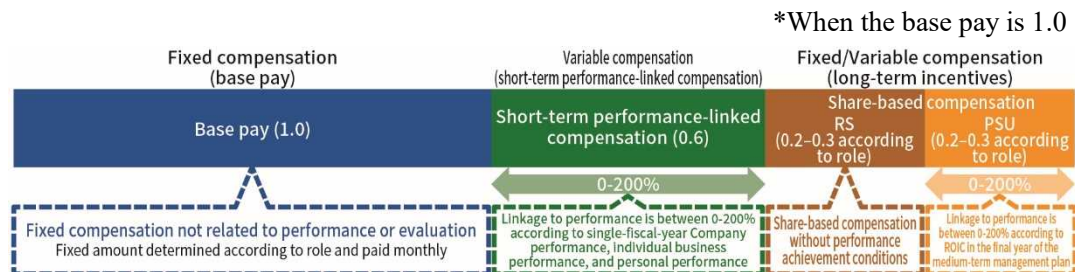 *When the base pay is 1.0
Fixed compensation
(base pay)
Variable compensation
(short-term performance-linked compensation)
Fixed/Variable compensation
(long-term incentives)
Base pay (1.0)
Short-term performance-linked
compensation (0.6)
Share-based compensation
RS
(0.2–0.3 according
to role)
PSU
(0.2–0.3 according
to role)
0-200%
0-200%
Fixed compensation not related to performance or evaluation
Fixed amount determined according to role and paid monthly
Linkage to performance is between 0-200%
according to single-fiscal-year Company
performance, individual business
performance, and personal performance
Share-based compensation
without performance
achievement conditions
Linkage to performance is
between 0-200% according to
ROIC in the final year of the
medium-term management plan